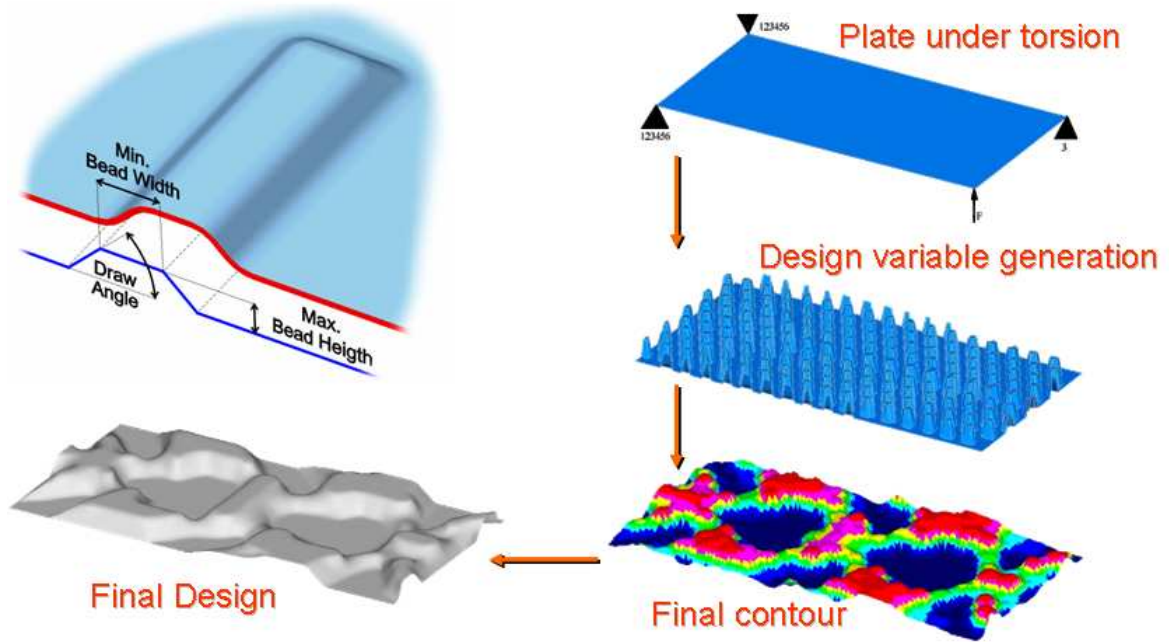 123456
Plate under torsion
123456
3
F
Min.
Bead Width
Draw
Angle
Max.
Bead Heigth
Design variable generation
Final Design
Final contour